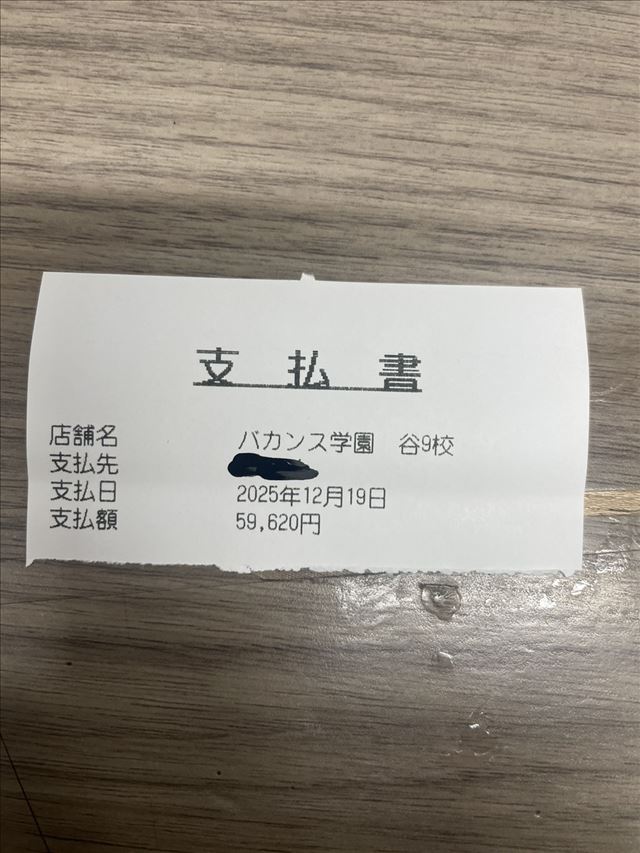 支払書
店舗名 バカンス学園 谷9校
支払先
支払日 2025年12月19日
支払額 59,620円